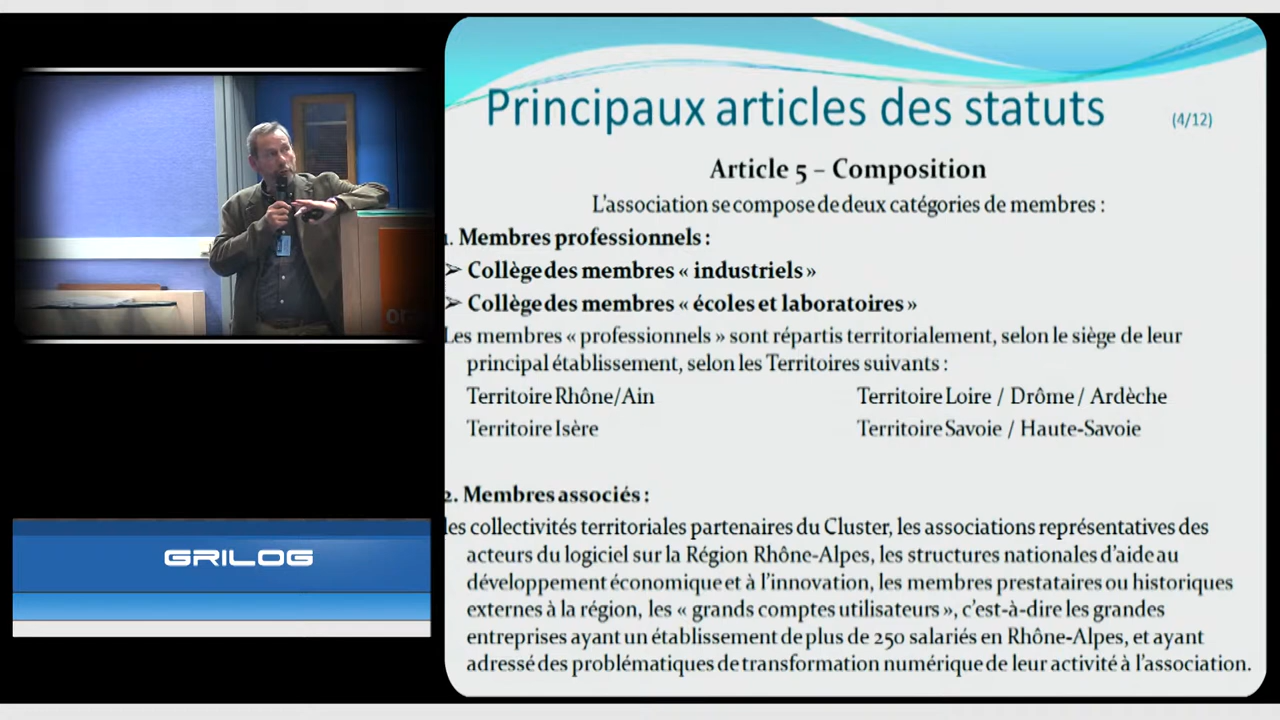 Principaux articles des statuts
(4/12)
Article 5 – Composition
L'association se compose de deux catégories de membres :
1. Membres professionnels :
➢ Collège des membres « industriels »
➢ Collège des membres « écoles et laboratoires »
Les membres « professionnels » sont répartis territorialement, selon le siège de leur
principal établissement, selon les Territoires suivants :
Territoire Rhône/Ain Territoire Loire / Drôme / Ardèche
Territoire Isère Territoire Savoie / Haute-Savoie
2. Membres associés :
les collectivités territoriales partenaires du Cluster, les associations représentatives des
acteurs du logiciel sur la Région Rhône-Alpes, les structures nationales d'aide au
développement économique et à l'innovation, les membres prestataires ou historiques
externes à la région, les « grands comptes utilisateurs », c'est-à-dire les grandes
entreprises ayant un établissement de plus de 250 salariés en Rhône-Alpes, et ayant
adressé des problématiques de transformation numérique de leur activité à l'association.
GRILOG